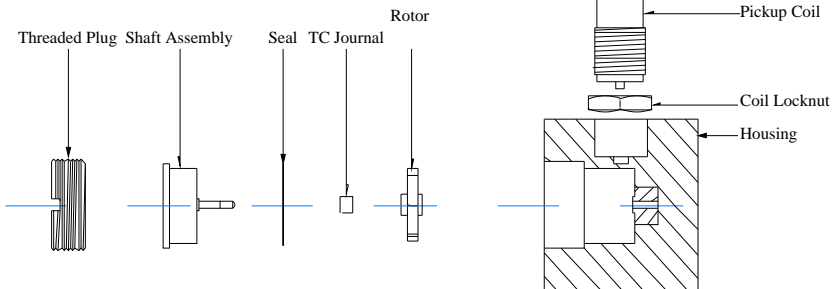 Pickup Coil
Rotor
Threaded Plug
Shaft Assembly
Seal
TC Journal
Coil Locknut
Housing